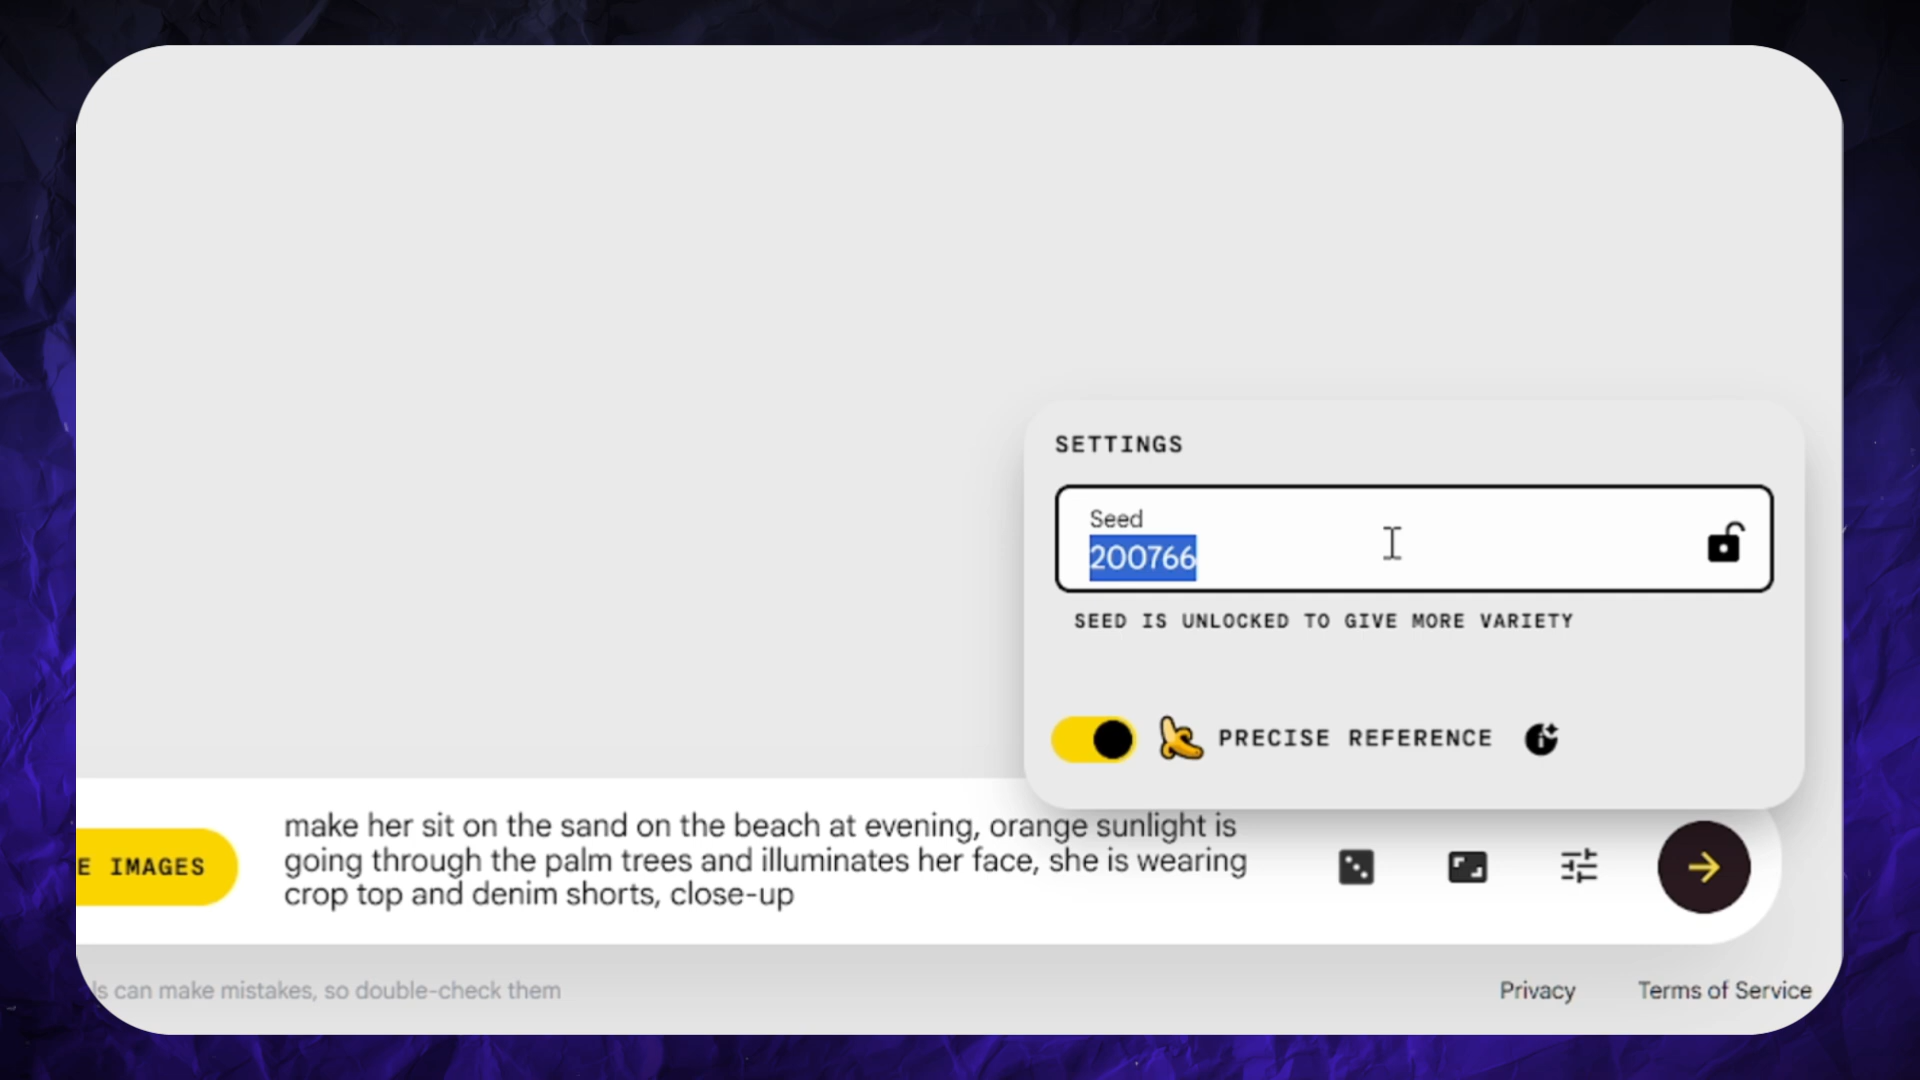 SETTINGS
Seed
200766
SEED IS UNLOCKED TO GIVE MORE VARIETY
PRECISE REFERENCE
E IMAGES
make her sit on the sand on the beach at evening, orange sunlight is
going through the palm trees and illuminates her face, she is wearing
crop top and denim shorts, close-up
ls can make mistakes, so double-check them
Privacy
Terms of Service